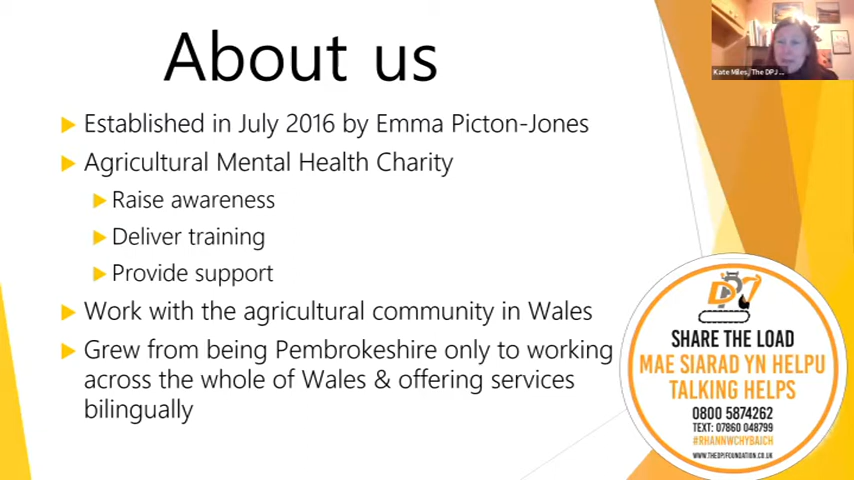 About us
Established in July 2016 by Emma Picton-Jones
Agricultural Mental Health Charity
Raise awareness
Deliver training
Provide support
Work with the agricultural community in Wales
Grew from being Pembrokeshire only to working
across the whole of Wales & offering services
bilingually
Kate Miles, The DPJ ...
DPJ
SHARE THE LOAD
MAE SIARAD YN HELPU
TALKING HELPS
0800 5874262
TEXT: 07860 048799
#RHANNWCHYBAICH
WWW.THEDPJFOUNDATION.CO.UK